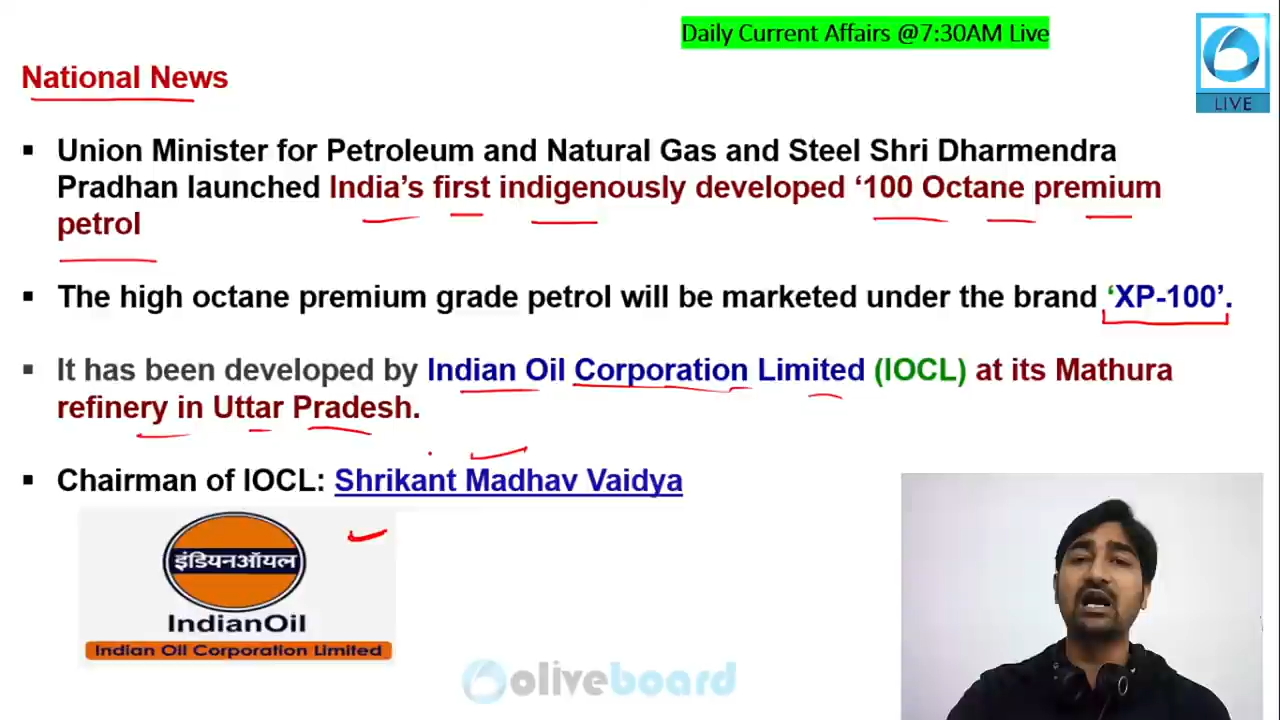 Daily Current Affairs @7:30AM Live
LIVE
National News
▪ Union Minister for Petroleum and Natural Gas and Steel Shri Dharmendra
Pradhan launched India’s first indigenously developed ‘100 Octane premium
petrol
▪ The high octane premium grade petrol will be marketed under the brand ‘XP-100’.
▪ It has been developed by Indian Oil Corporation Limited (IOCL) at its Mathura
refinery in Uttar Pradesh.
▪ Chairman of IOCL: Shrikant Madhav Vaidya
इंडियनऑयल
IndianOil
Indian Oil Corporation Limited
oliveboard